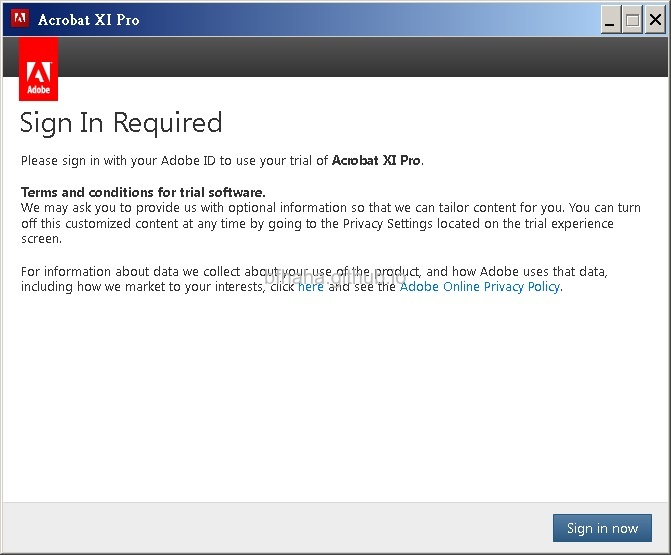 Acrobat XI Pro
Adobe
Sign In Required
Please sign in with your Adobe ID to use your trial of Acrobat XI Pro.
Terms and conditions for trial software.
We may ask you to provide us with optional information so that we can tailor content for you. You can turn
off this customized content at any time by going to the Privacy Settings located on the trial experience
screen.
For information about data we collect about your use of the product, and how Adobe uses that data,
including how we market to your interests, click here and see the Adobe Online Privacy Policy.
Sign in now